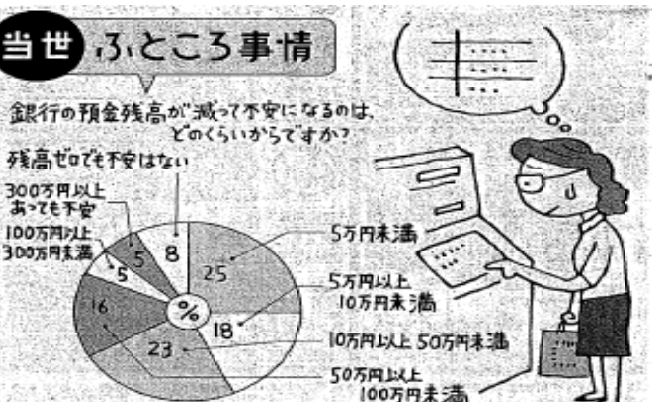 当世 ふところ事情
銀行の預金残高が減って不安になるのは、
どのくらいからですか?
残高ゼロでも不安はない
300万円以上
あっても不安
100万円以上
300万円未満
5
5
8
25
18
23
16
%
5万円未満
5万円以上
10万円未満
10万円以上50万円未満
50万円以上
100万円未満